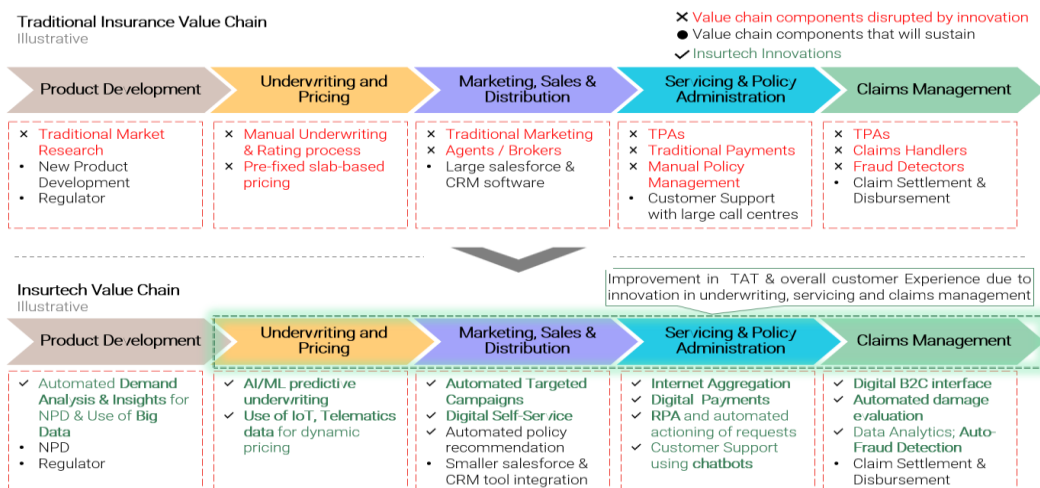 Traditional Insurance Value Chain
Illustrative
Value chain components disrupted by innovation
Value chain components that will sustain
Insurtech Innovations
Product Development
Underwriting and
Pricing
Marketing, Sales &
Distribution
Servicing & Policy
Administration
Claims Management
× Traditional Market
Research
• New Product
Development
• Regulator
× Manual Underwriting
& Rating process
× Pre-fixed slab-based
pricing
× Traditional Marketing
× Agents / Brokers
• Large salesforce &
CRM software
× TPAs
× Traditional Payments
× Manual Policy
Management
• Customer Support
with large call centres
× TPAs
× Claims Handlers
× Fraud Detectors
• Claim Settlement &
Disbursement
Improvement in TAT & overall customer Experience due to
innovation in underwriting, servicing and claims management
Insurtech Value Chain
Illustrative
Product Development
Underwriting and
Pricing
Marketing, Sales &
Distribution
Servicing & Policy
Administration
Claims Management
✓ Automated Demand
Analysis & Insights for
NPD & Use of Big
Data
• NPD
• Regulator
✓ AI/ML predictive
underwriting
✓ Use of IoT, Telematics
data for dynamic
pricing
✓ Automated Targeted
Campaigns
✓ Digital Self-Service
✓ Automated policy
recommendation
• Smaller salesforce &
CRM tool integration
✓ Internet Aggregation
✓ Digital Payments
✓ RPA and automated
actioning of requests
✓ Customer Support
using chatbots
✓ Digital B2C interface
✓ Automated damage
evaluation
✓ Data Analytics; Auto-
Fraud Detection
• Claim Settlement &
Disbursement